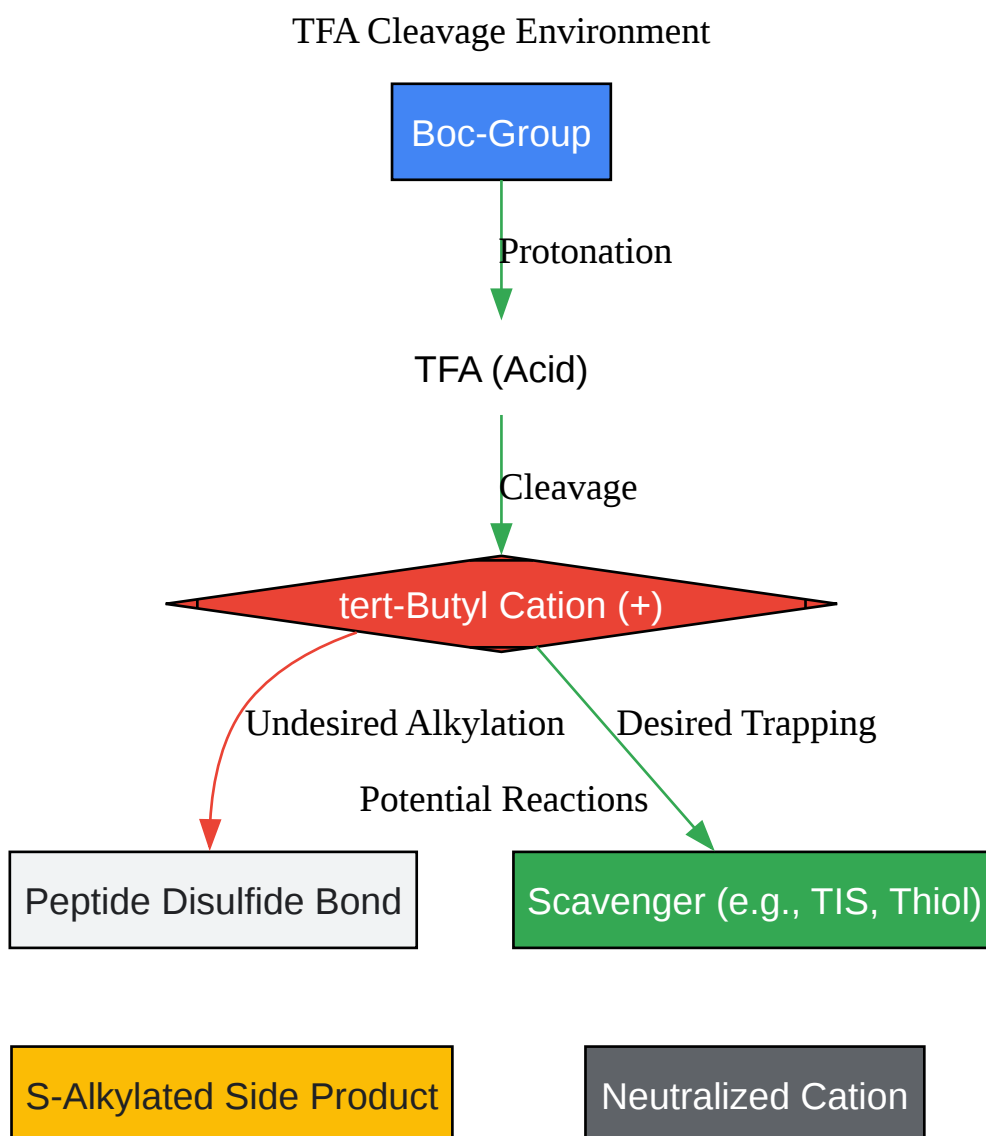 TFA Cleavage Environment
Boc-Group
Protonation
TFA (Acid)
Cleavage
tert-Butyl Cation (+)
Undesired Alkylation
Desired Trapping
Potential Reactions
Peptide Disulfide Bond
Scavenger (e.g., TIS, Thiol)
S-Alkylated Side Product
Neutralized Cation